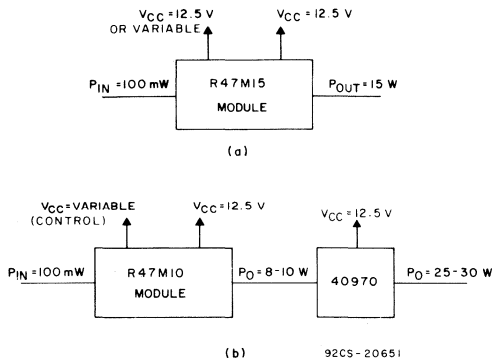 VCC=12.5 V
OR VARIABLE
VCC=12.5 V
PIN=100 mW
R47M15
MODULE
POUT=15 W
(a)
VCC=VARIABLE
(CONTROL)
VCC=12.5 V
VCC=12.5 V
PIN=100 mW
R47M10
MODULE
PO=8-10 W
40970
PO=25-30 W
(b)
92CS-20651